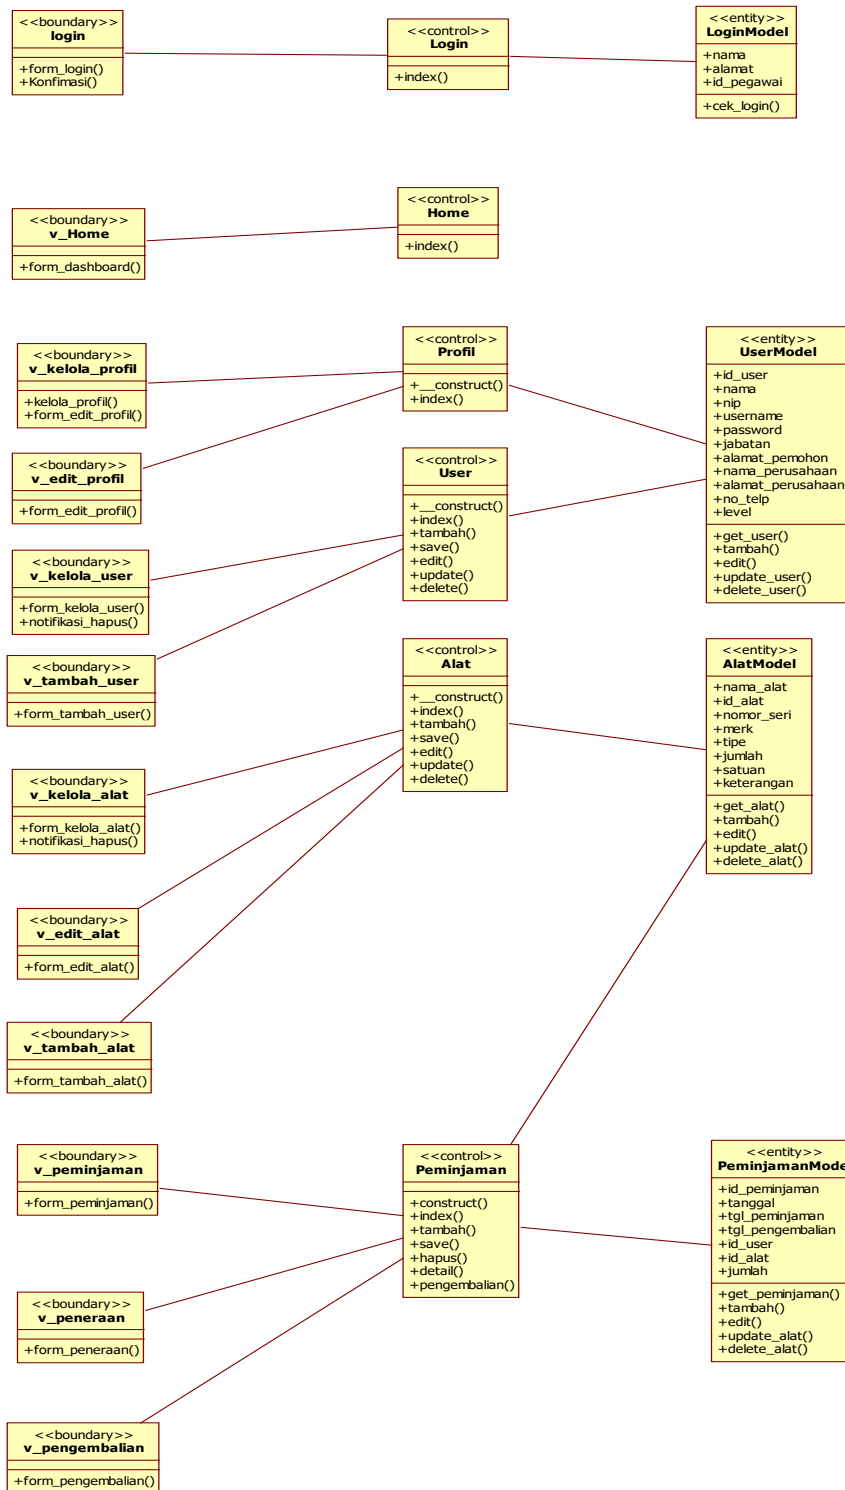 <<boundary>>
login
+form_login()
+Konfimasi()
<<control>>
Login
+index()
<<entity>>
LoginModel
+nama
+alamat
+id_pegawai
+cek_login()
<<boundary>>
v_Home
+form_dashboard()
<<control>>
Home
+index()
<<boundary>>
v_kelola_profil
+kelola_profil()
+form_edit_profil()
<<control>>
Profil
+__construct()
+index()
<<entity>>
UserModel
+id_user
+nama
+nip
+username
+password
+jabatan
+alamat_pemohon
+nama_perusahaan
+alamat_perusahaan
+no_telp
+level
+get_user()
+tambah()
+edit()
+update_user()
+delete_user()
<<boundary>>
v_edit_profil
+form_edit_profil()
<<control>>
User
+__construct()
+index()
+tambah()
+save()
+edit()
+update()
+delete()
<<boundary>>
v_kelola_user
+form_kelola_user()
+notifikasi_hapus()
<<boundary>>
v_tambah_user
+form_tambah_user()
<<control>>
Alat
+__construct()
+index()
+tambah()
+save()
+edit()
+update()
+delete()
<<entity>>
AlatModel
+nama_alat
+id_alat
+nomor_seri
+merk
+tipe
+jumlah
+satuan
+keterangan
+get_alat()
+tambah()
+edit()
+update_alat()
+delete_alat()
<<boundary>>
v_kelola_alat
+form_kelola_alat()
+notifikasi_hapus()
<<boundary>>
v_edit_alat
+form_edit_alat()
<<boundary>>
v_tambah_alat
+form_tambah_alat()
<<boundary>>
v_peminjaman
+form_peminjaman()
<<control>>
Peminjaman
+construct()
+index()
+tambah()
+save()
+hapus()
+detail()
+pengembalian()
<<entity>>
PeminjamanMode
+id_peminjaman
+tanggal
+tgl_peminjaman
+tgl_pengembalian
+id_user
+id_alat
+jumlah
+get_peminjaman()
+tambah()
+edit()
+update_alat()
+delete_alat()
<<boundary>>
v_peneraan
+form_peneraan()
<<boundary>>
v_pengembalian
+form_pengembalian()